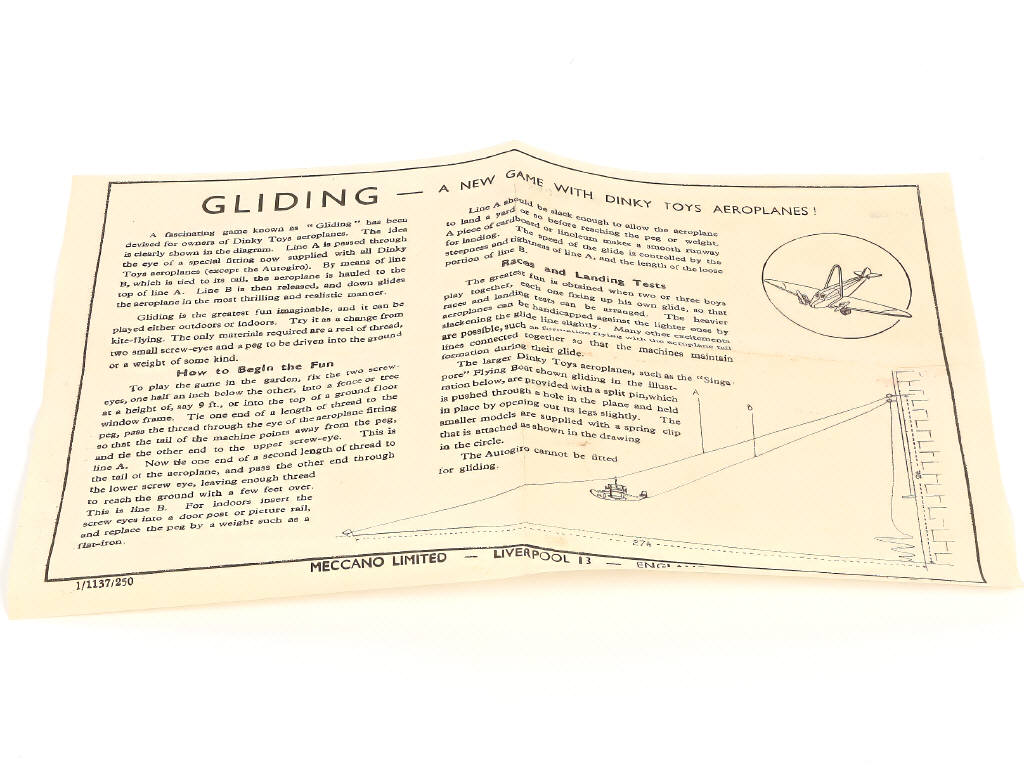 GLIDING — A NEW GAME WITH DINKY TOYS AEROPLANES!
A fascinating game known as "Gliding" has been
devised for owners of Dinky Toys aeroplanes. The idea
is clearly shown in the diagram. Line A is passed through
the eye of a special fitting now supplied with all Dinky
Toys aeroplanes (except the Autogiro). By means of line
B, which is tied to its tail, the aeroplane is hauled to the
top of line A. Line B is then released, and down glides
the aeroplane in the most thrilling and realistic manner.
Gliding is the greatest fun imaginable, and it can be
played either outdoors or indoors. Try it as a change from
kite-flying. The only materials required are a reel of thread,
two small screw-eyes and a peg to be driven into the ground
or a weight of some kind.
How to Begin the Fun
To play the game in the garden, fix the two screw-
eyes, one half an inch below the other, into a fence or tree
at a height of, say 9 ft., or into the top of a ground floor
window frame. Tie one end of a length of thread to the
peg, pass the thread through the eye of the aeroplane fitting
so that the tail of the machine points away from the peg,
and tie the other end to the upper screw-eye. This is
line A. Now tie one end of a second length of thread to
the tail of the aeroplane, and pass the other end through
the lower screw eye, leaving enough thread
to reach the ground with a few feet over.
This is line B. For indoors insert the
screw eyes into a door post or picture rail,
and replace the peg by a weight such as a
flat-iron.
Line A should be slack enough to allow the aeroplane
to land a yard or so before reaching the peg or weight.
A piece of cardboard or linoleum makes a smooth runway
for landing. The speed of the glide is controlled by the
steepness and tightness of line A, and the length of the loose
portion of line B.
Races and Landing Tests
The greatest fun is obtained when two or three boys
play together, each one fixing up his own glide, so that
races and landing tests can be arranged. The heavier
aeroplanes can be handicapped against the lighter ones by
slackening the glide line slightly. Many other excitements
are possible, such as formation flying with the aeroplane tail
lines connected together so that the machines maintain
formation during their glide.
The larger Dinky Toys aeroplanes, such as the "Singa-
pore" Flying Boat shown gliding in the illust-
ration below, are provided with a split pin, which
is pushed through a hole in the plane and held
in place by opening out its legs slightly. The
smaller models are supplied with a spring clip
that is attached as shown in the drawing
in the circle.
The Autogiro cannot be fitted
for gliding.
A
B
27ft
MECCANO LIMITED — LIVERPOOL 13 —
1/1137/250